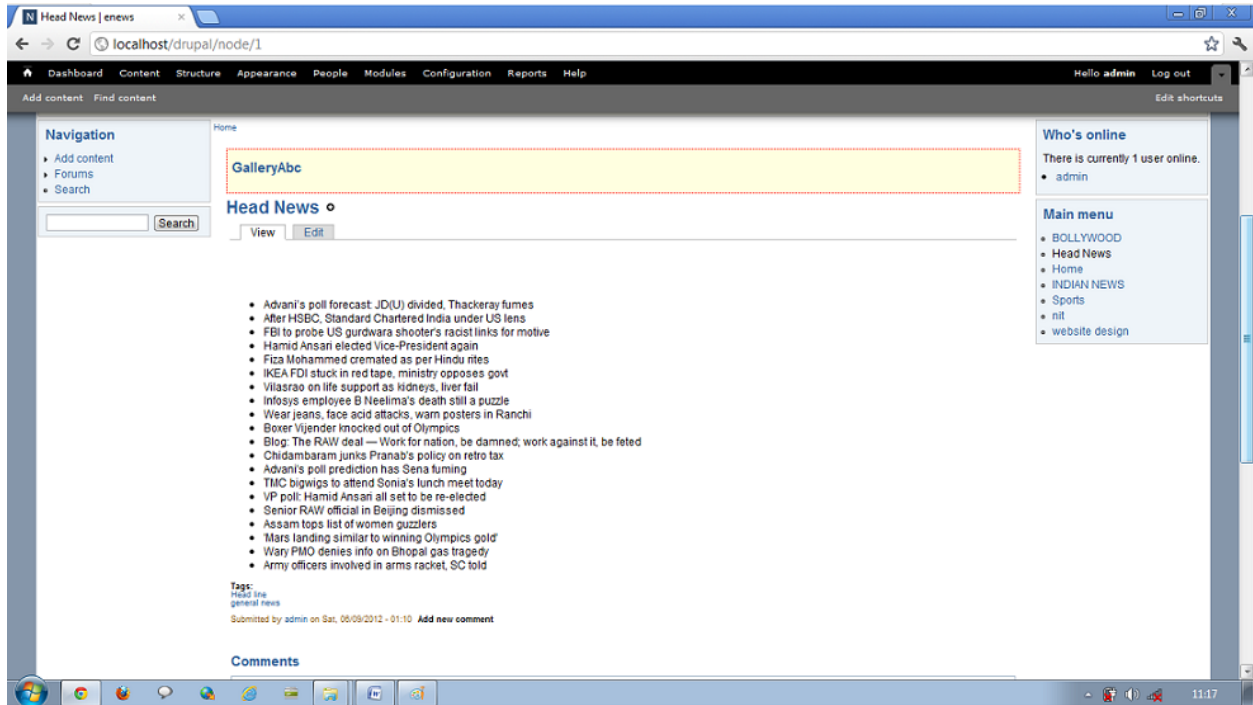 Head News | enews
localhost/drupal/node/1
Dashboard Content Structure Appearance People Modules Configuration Reports Help
Hello admin Log out
Add content Find content
Edit shortcuts
Navigation
Add content
Forums
Search
Search
Home
GalleryAbc
Head News
View Edit
Advani's poll forecast: JD(U) divided, Thackeray fumes
After HSBC, Standard Chartered India under US lens
FBI to probe US gurdwara shooter's racist links for motive
Hamid Ansari elected Vice-President again
Fiza Mohammed cremated as per Hindu rites
IKEA FDI stuck in red tape, ministry opposes govt
Vilasrao on life support as kidneys, liver fail
Infosys employee B Neelima's death still a puzzle
Wear jeans, face acid attacks, warn posters in Ranchi
Boxer Vijender knocked out of Olympics
Blog: The RAW deal — Work for nation, be damned; work against it, be feted
Chidambaram junks Pranab's policy on retro tax
Advani's poll prediction has Sena fuming
TMC bigwigs to attend Sonia's lunch meet today
VP poll: Hamid Ansari all set to be re-elected
Senior RAW official in Beijing dismissed
Assam tops list of women guzzlers
'Mars landing similar to winning Olympics gold'
Wary PMO denies info on Bhopal gas tragedy
Army officers involved in arms racket, SC told
Tags:
Head line
general news
Submitted by admin on Sat, 06/09/2012 - 01:10 Add new comment
Comments
Who's online
There is currently 1 user online.
admin
Main menu
BOLLYWOOD
Head News
Home
INDIAN NEWS
Sports
nit
website design
11:17